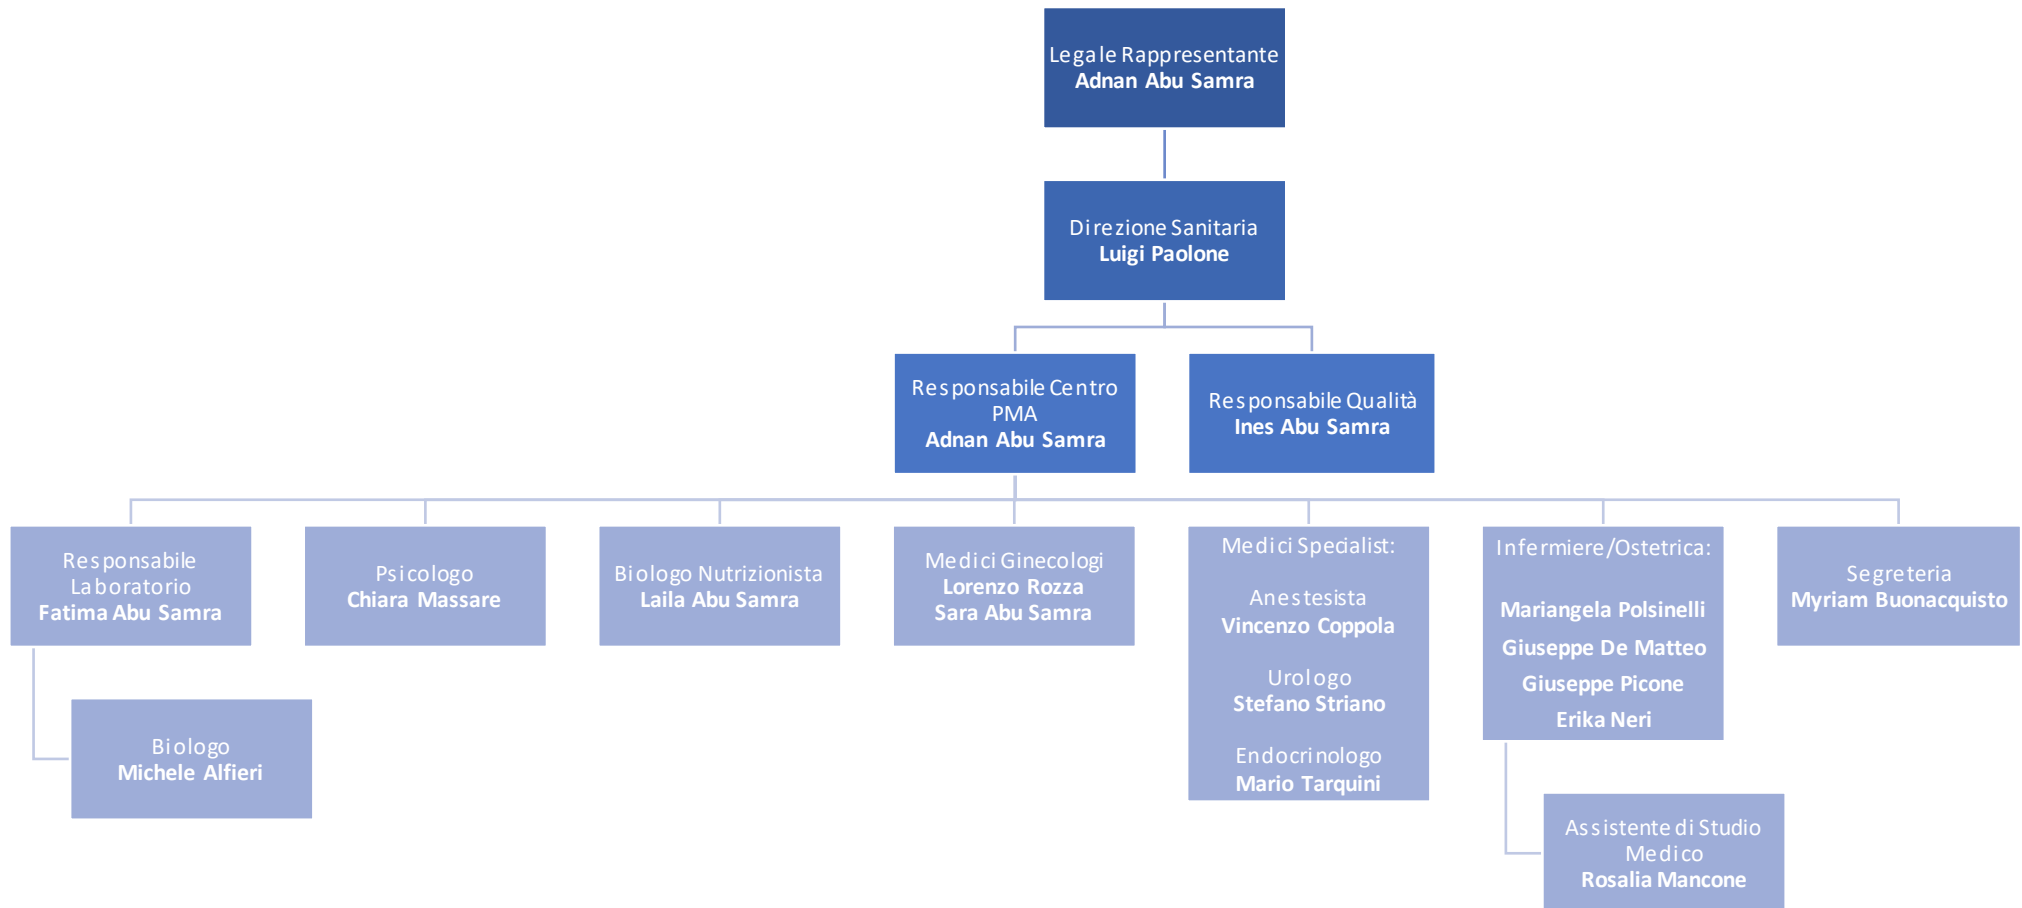 Legale Rappresentante
Adnan Abu Samra
Direzione Sanitaria
Luigi Paolone
Responsabile Centro
PMA
Adnan Abu Samra
Responsabile Qualità
Ines Abu Samra
Responsabile
Laboratorio
Fatima Abu Samra
Psicologo
Chiara Massare
Biologo Nutrizionista
Laila Abu Samra
Medici Ginecologi
Lorenzo Rozza
Sara Abu Samra
Medici Specialist:
Anestesista
Vincenzo Coppola
Urologo
Stefano Striano
Endocrinologo
Mario Tarquini
Infermiere/Ostetrica:
Mariangela Polsinelli
Giuseppe De Matteo
Giuseppe Picone
Erika Neri
Segreteria
Myriam Buonacquisto
Biologo
Michele Alfieri
Assistente di Studio
Medico
Rosalia Mancone